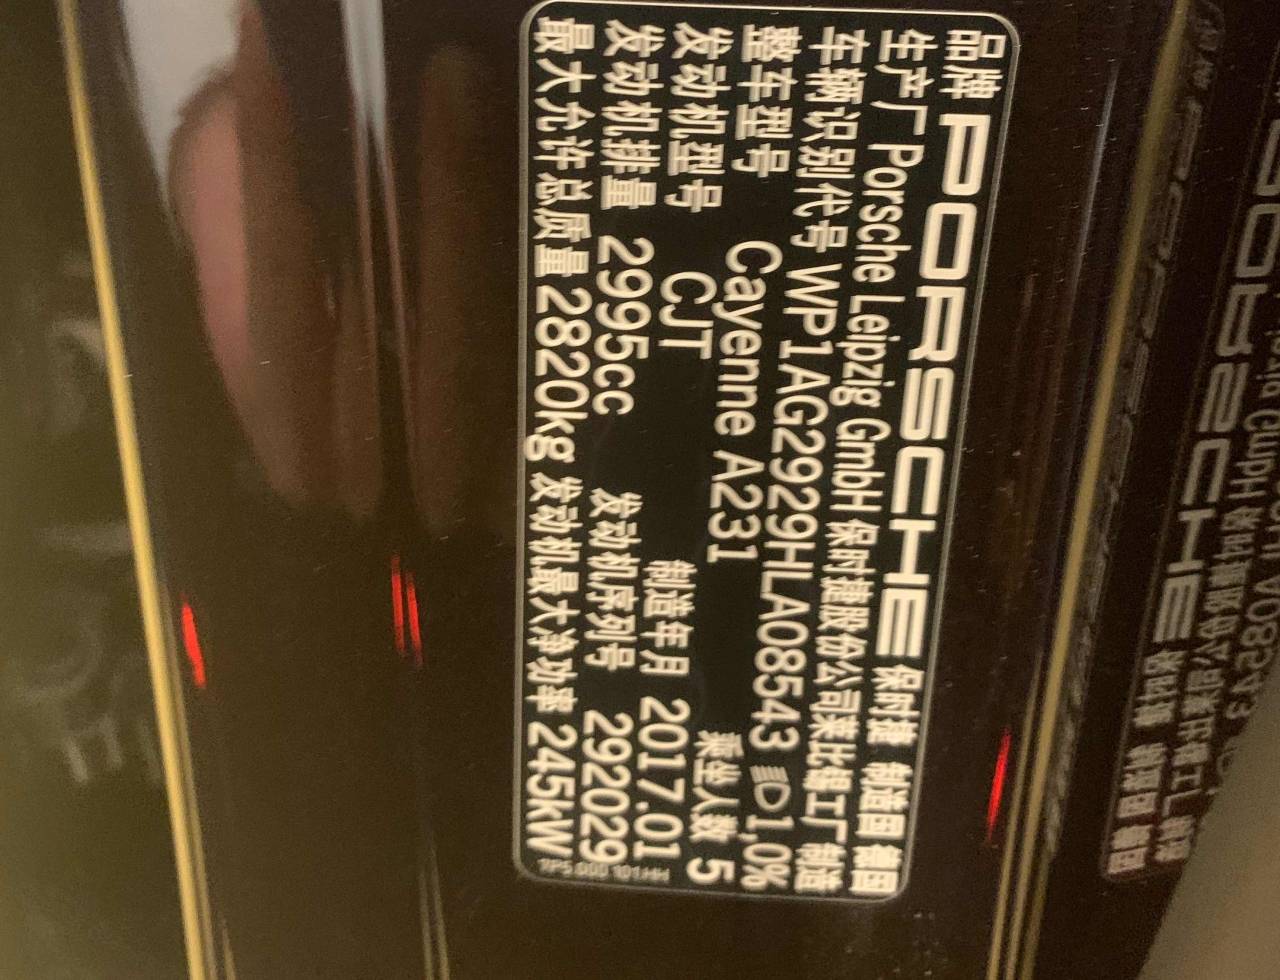 品牌 PORSCHE 保时捷 制造国 德国
生产厂 Porsche Leipzig GmbH 保时捷股份公司莱比锡工厂制造
车辆识别代号 WP1AG2929HLA08543 1,0%
整车型号 Cayenne A231 乘坐人数 5
发动机型号 CJT 制造年月 2017.01
发动机排量 2995cc 发动机序列号 292029
最大允许总质量 2820kg 发动机最大净功率 245kW